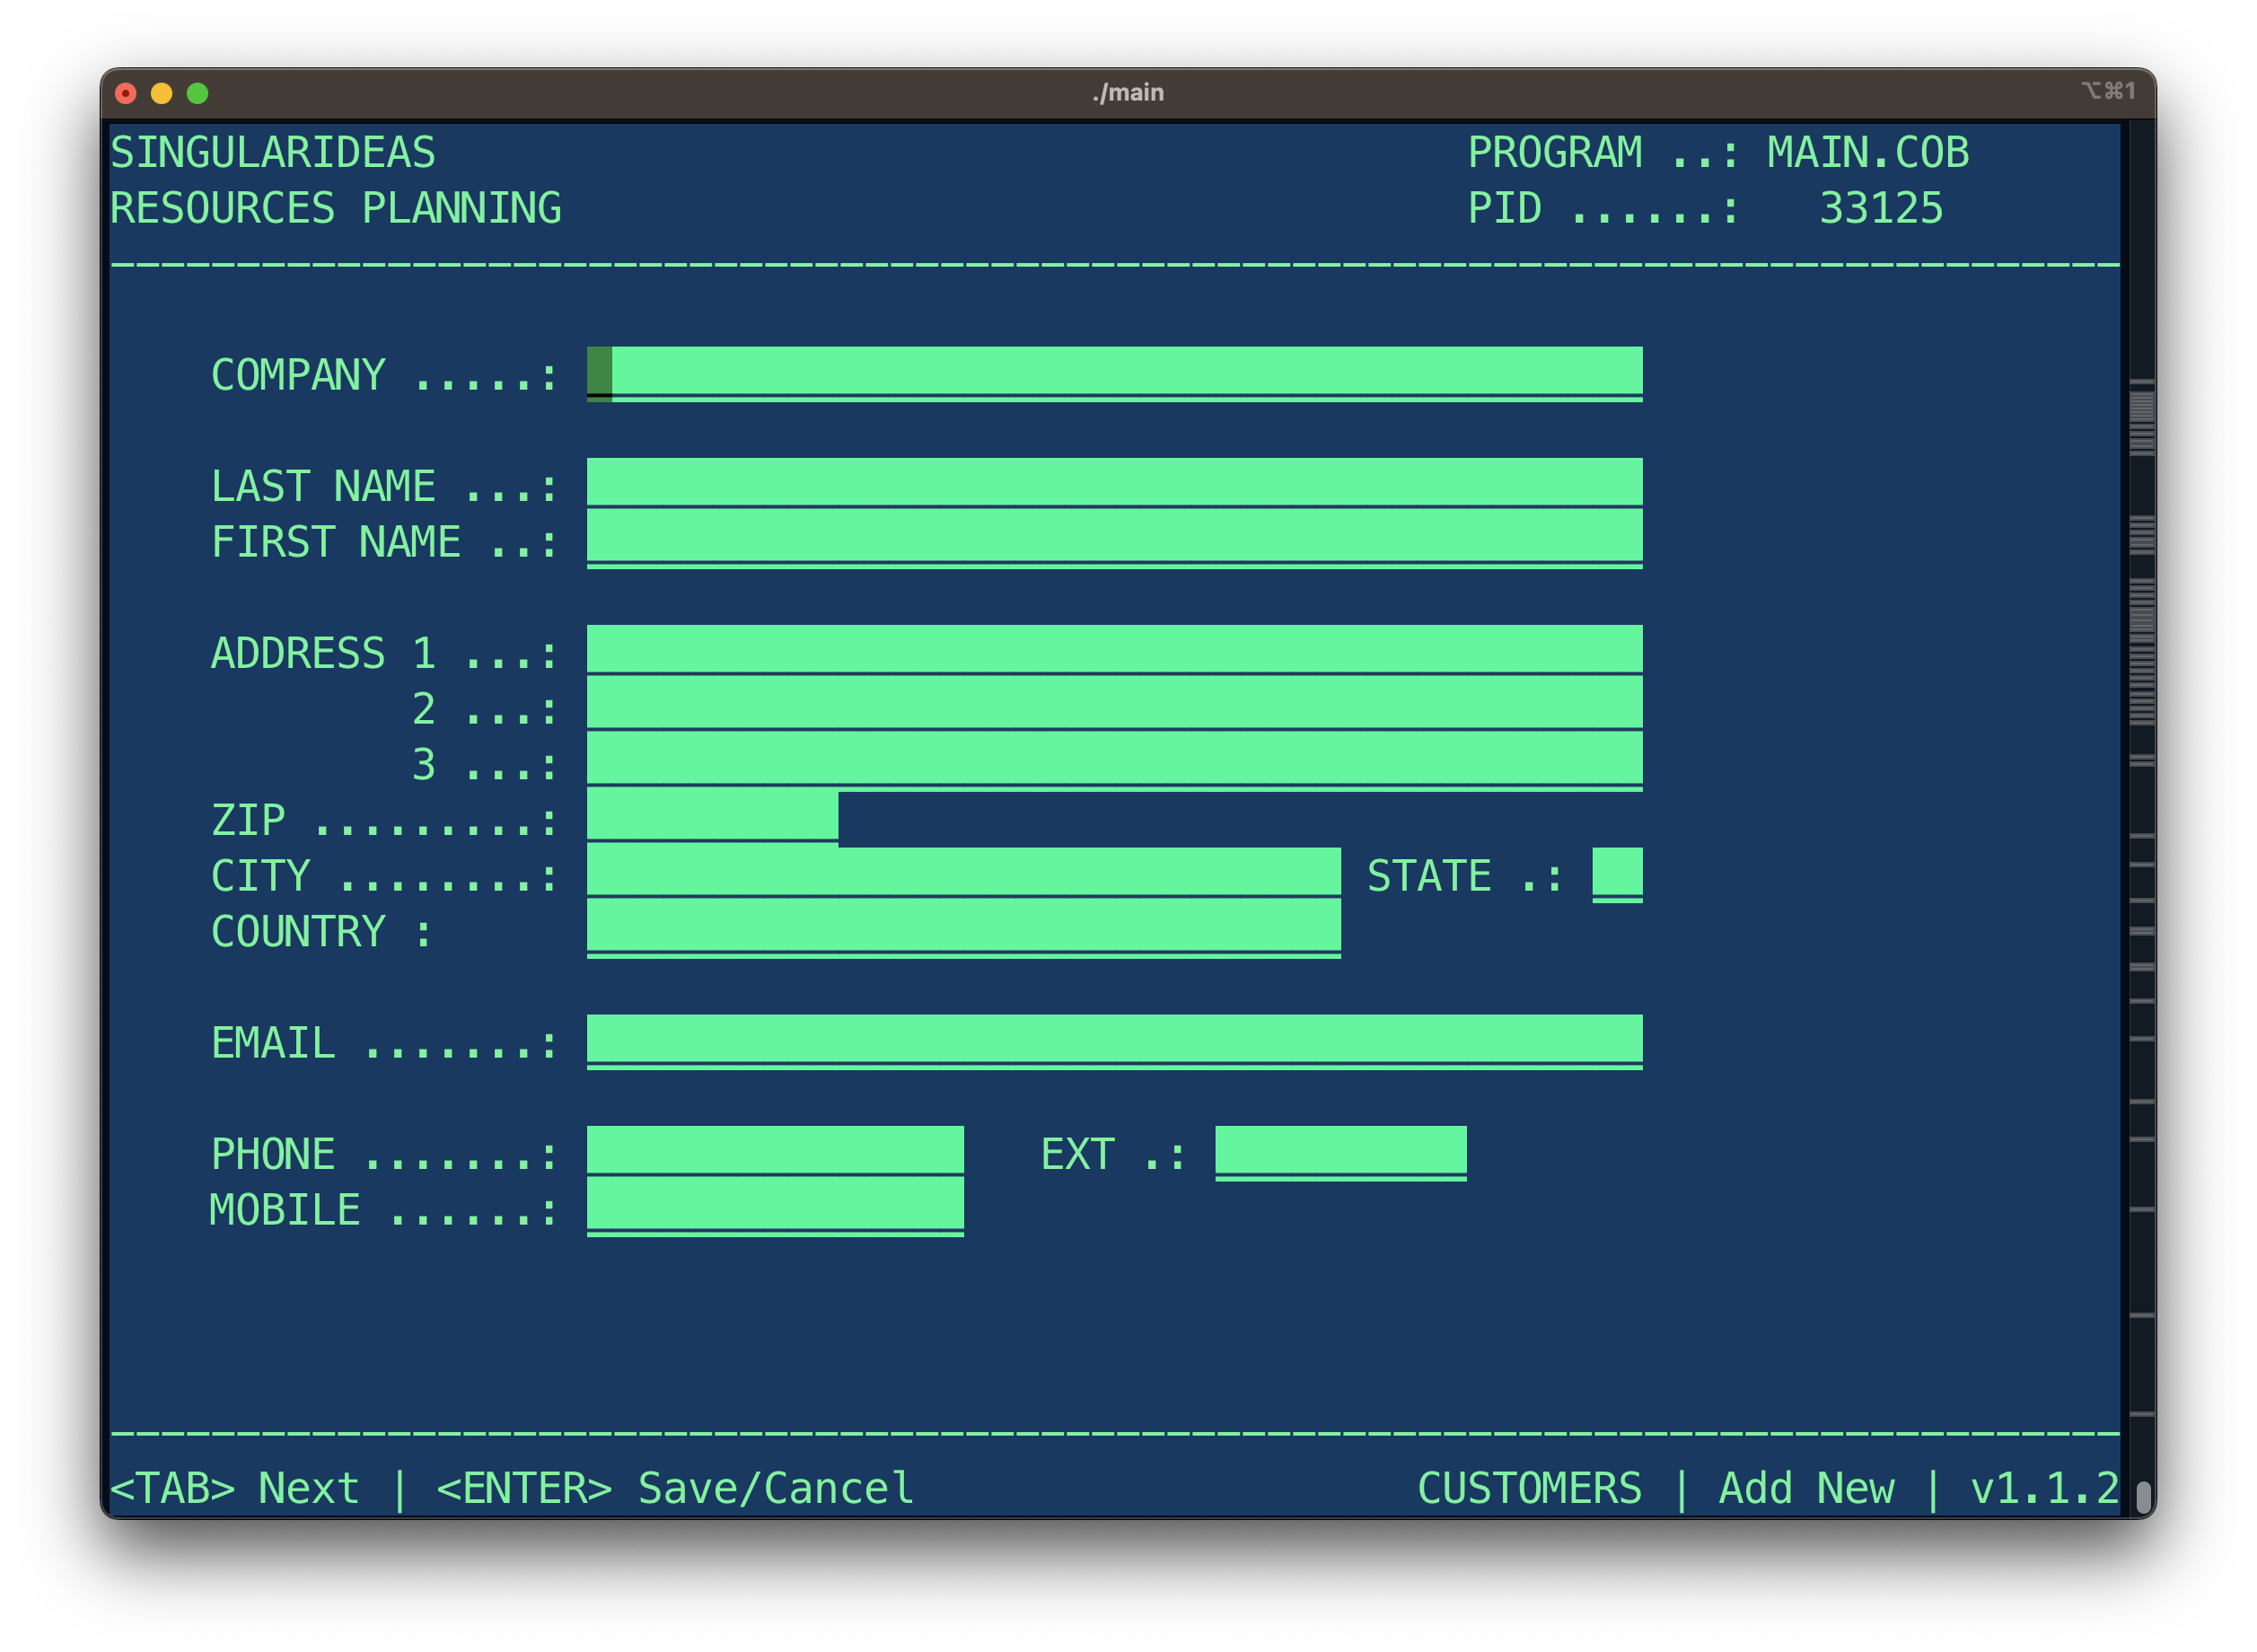 ./main ⌥⌘1
SINGULARIDEAS PROGRAM ..: MAIN.COB
RESOURCES PLANNING PID ......: 33125
--------------------------------------------------------------------------------
COMPANY .....:
LAST NAME ...:
FIRST NAME ..:
ADDRESS 1 ...:
2 ...:
3 ...:
ZIP .........:
CITY ........: STATE .:
COUNTRY :
EMAIL .......:
PHONE .......: EXT .:
MOBILE ......:
--------------------------------------------------------------------------------
<TAB> Next | <ENTER> Save/Cancel CUSTOMERS | Add New | v1.1.2